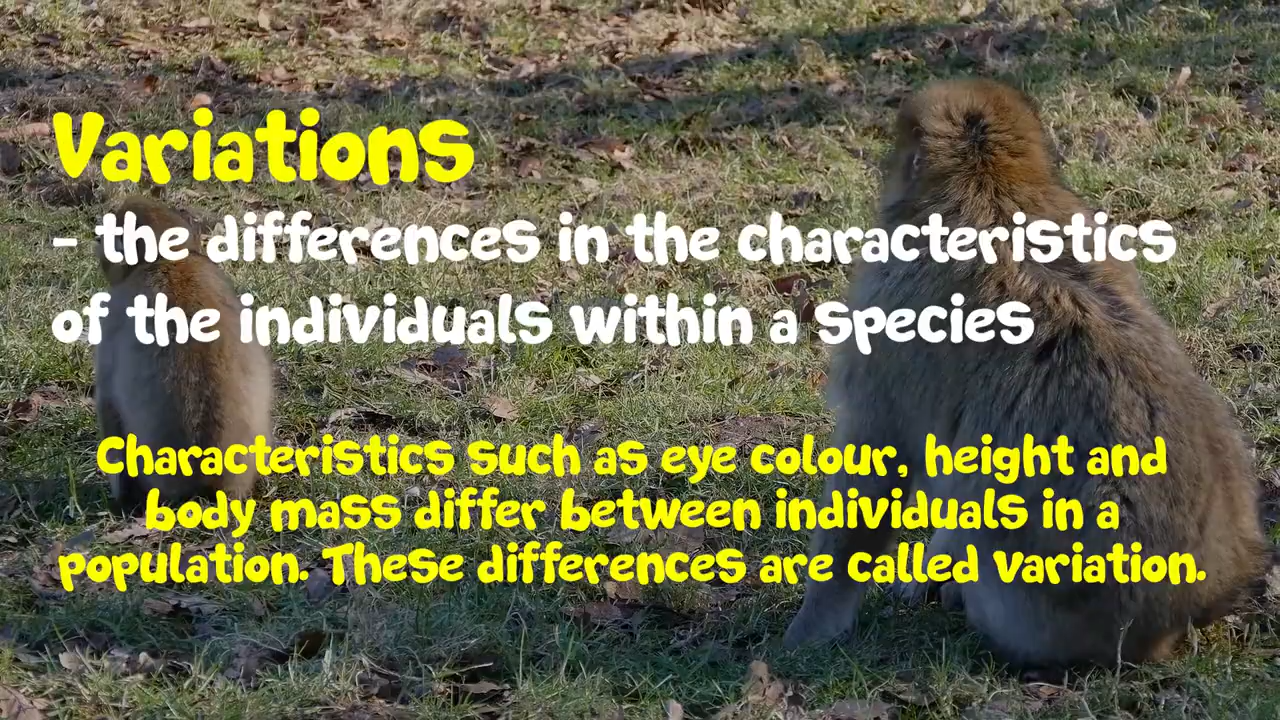 Variations
- the differences in the characteristics
of the individuals within a species
Characteristics such as eye colour, height and
body mass differ between individuals in a
population. These differences are called variation.